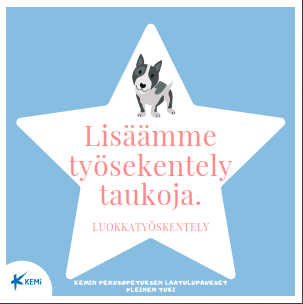 Lisäämme
työsekentely
taukoja.
LUOKKATYÖSKENTELY
KEMI
KEMIN PERUSOPETUKSEN LAATULUPAUKSET
YLEINEN TUKI